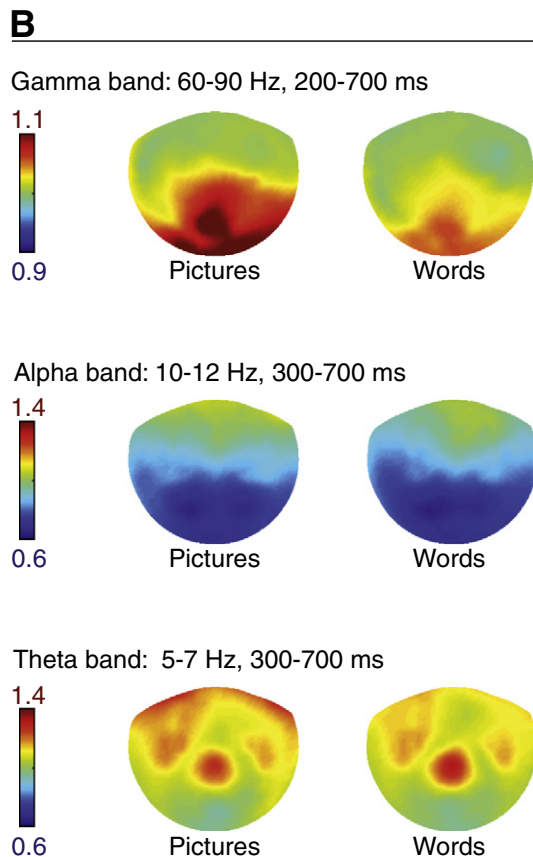 B
Gamma band: 60-90 Hz, 200-700 ms
1.1
0.9
Pictures Words
Alpha band: 10-12 Hz, 300-700 ms
1.4
0.6
Pictures Words
Theta band: 5-7 Hz, 300-700 ms
1.4
0.6
Pictures Words